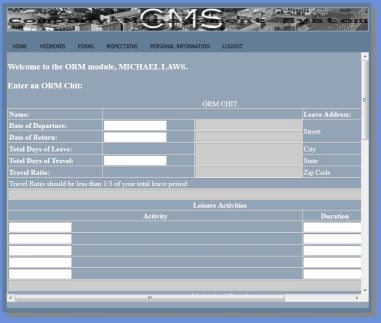 CMS
HOME WEEKENDS FORMS INSPECTIONS PERSONAL INFORMATION LOGOUT
Welcome to the ORM module, MICHAEL LAWS.
Enter an ORM Chit:
ORM CHIT
Name: Leave Address:
Date of Departure:
Street
Date of Return:
Total Days of Leave: City
Total Days of Travel: State
Travel Ratio: Zip Code
Travel Ratio should be less than 1/3 of your total leave period
Leisure Activities
Activity Duration